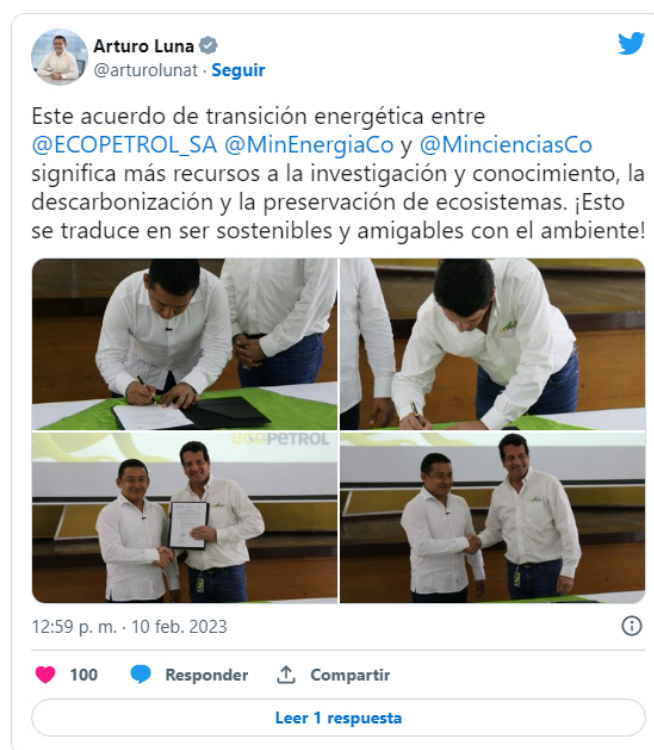 Arturo Luna
@arturolunat · Seguir
Este acuerdo de transición energética entre
@ECOPETROL_SA @MinEnergiaCo y @MincienciasCo
significa más recursos a la investigación y conocimiento, la
descarbonización y la preservación de ecosistemas. ¡Esto
se traduce en ser sostenibles y amigables con el ambiente!
ecoPETROL
12:59 p. m. · 10 feb. 2023
100 Responder Compartir
Leer 1 respuesta